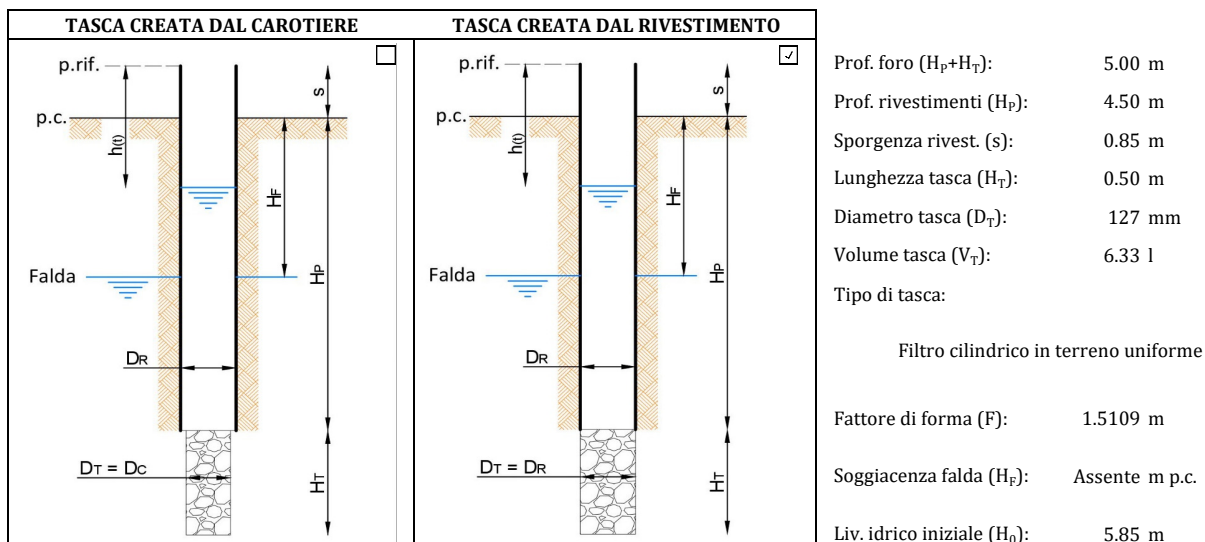 TASCA CREATA DAL CAROTIERE
p.rif.
s
p.c.
h(t)
HF
Falda
HP
DR
DT = DC
HT
TASCA CREATA DAL RIVESTIMENTO
p.rif.
s
p.c.
h(t)
HF
Falda
HP
DR
DT = DR
HT
Prof. foro (HP+HT): 5.00 m
Prof. rivestimenti (HP): 4.50 m
Sporgenza rivest. (s): 0.85 m
Lunghezza tasca (HT): 0.50 m
Diametro tasca (DT): 127 mm
Volume tasca (VT): 6.33 l
Tipo di tasca:
Filtro cilindrico in terreno uniforme
Fattore di forma (F): 1.5109 m
Soggiacenza falda (HF): Assente m p.c.
Liv. idrico iniziale (H0): 5.85 m